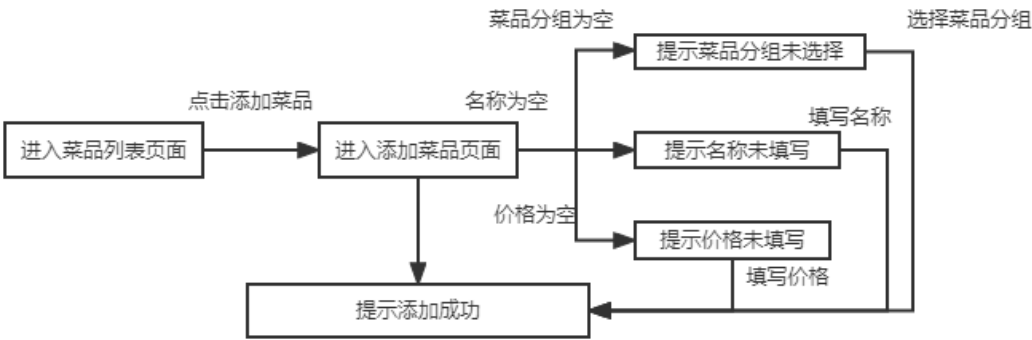 菜品分组为空
选择菜品分组
提示菜品分组未选择
点击添加菜品
名称为空
填写名称
进入菜品列表页面
进入添加菜品页面
提示名称未填写
价格为空
提示价格未填写
填写价格
提示添加成功